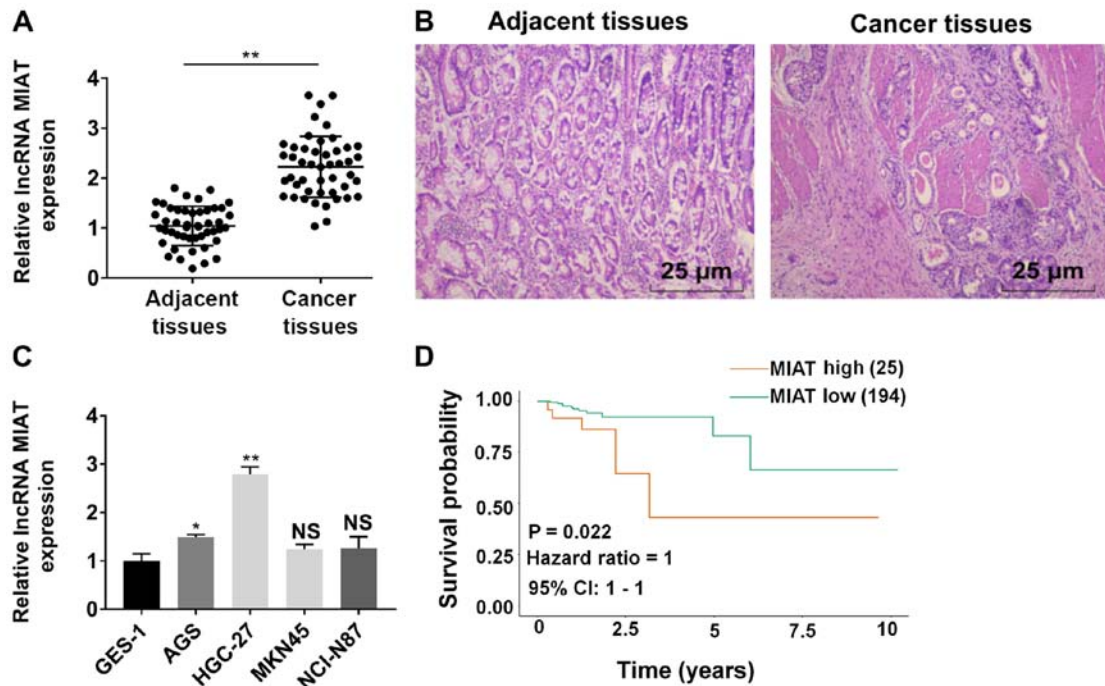 A
Relative lncRNA MIAT
expression
4
3
2
1
0
**
Adjacent
tissues
Cancer
tissues
B
Adjacent tissues
25 µm
Cancer tissues
25 µm
C
Relative lncRNA MIAT
expression
4
3
2
1
0
*
**
NS
NS
GES-1
AGS
HGC-27
MKN45
NCI-N87
D
MIAT high (25)
MIAT low (194)
Survival probability
1.00
0.75
0.50
0.25
0.00
P = 0.022
Hazard ratio = 1
95% CI: 1 - 1
0
2.5
5
7.5
10
Time (years)